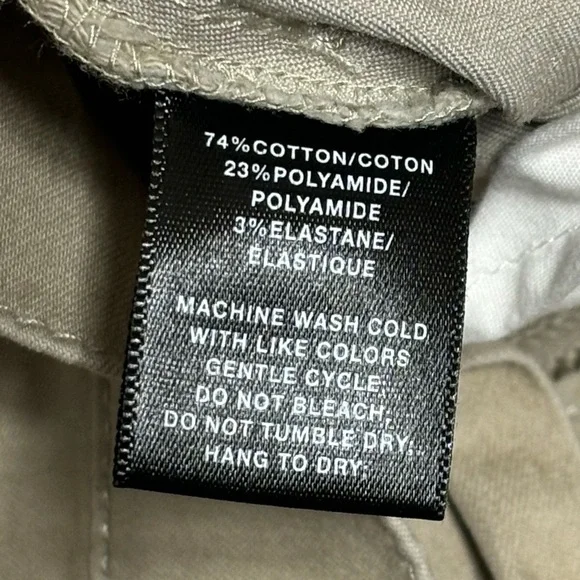 74%COTTON/COTON
23%POLYAMIDE/
POLYAMIDE
3%ELASTANE/
ELASTIQUE
MACHINE WASH COLD
WITH LIKE COLORS
GENTLE CYCLE.
DO NOT BLEACH,
DO NOT TUMBLE DRY,
HANG TO DRY.